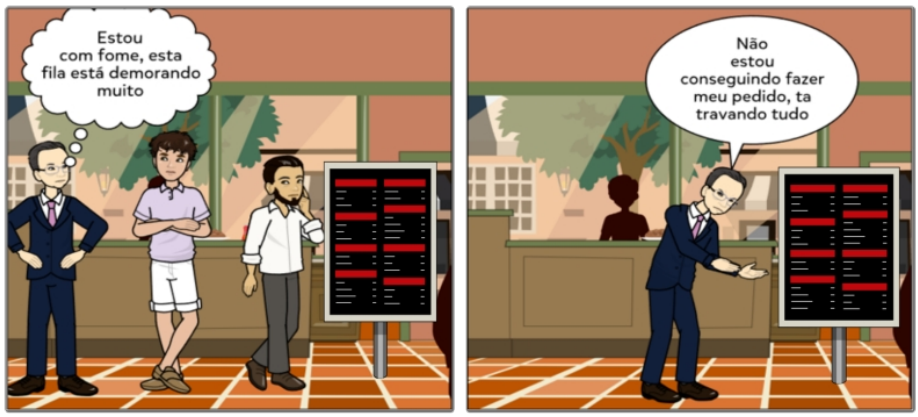 Estou
com fome, esta
fila está demorando
muito
Não
estou
conseguindo fazer
meu pedido, ta
travando tudo